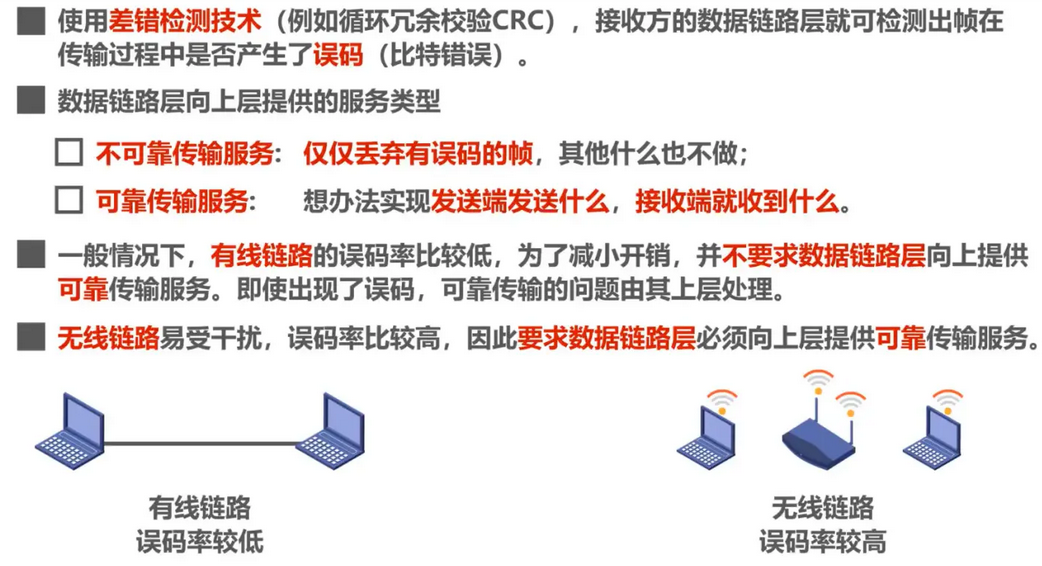 使用差错检测技术（例如循环冗余校验CRC），接收方的数据链路层就可检测出帧在
传输过程中是否产生了误码（比特错误）。
数据链路层向上层提供的服务类型
不可靠传输服务：仅仅丢弃有误码的帧，其他什么也不做；
可靠传输服务：想办法实现发送端发送什么，接收端就收到什么。
一般情况下，有线链路的误码率比较低，为了减小开销，并不要求数据链路层向上提供
可靠传输服务。即使出现了误码，可靠传输的问题由其上层处理。
无线链路易受干扰，误码率比较高，因此要求数据链路层必须向上层提供可靠传输服务。
有线链路
误码率较低
无线链路
误码率较高